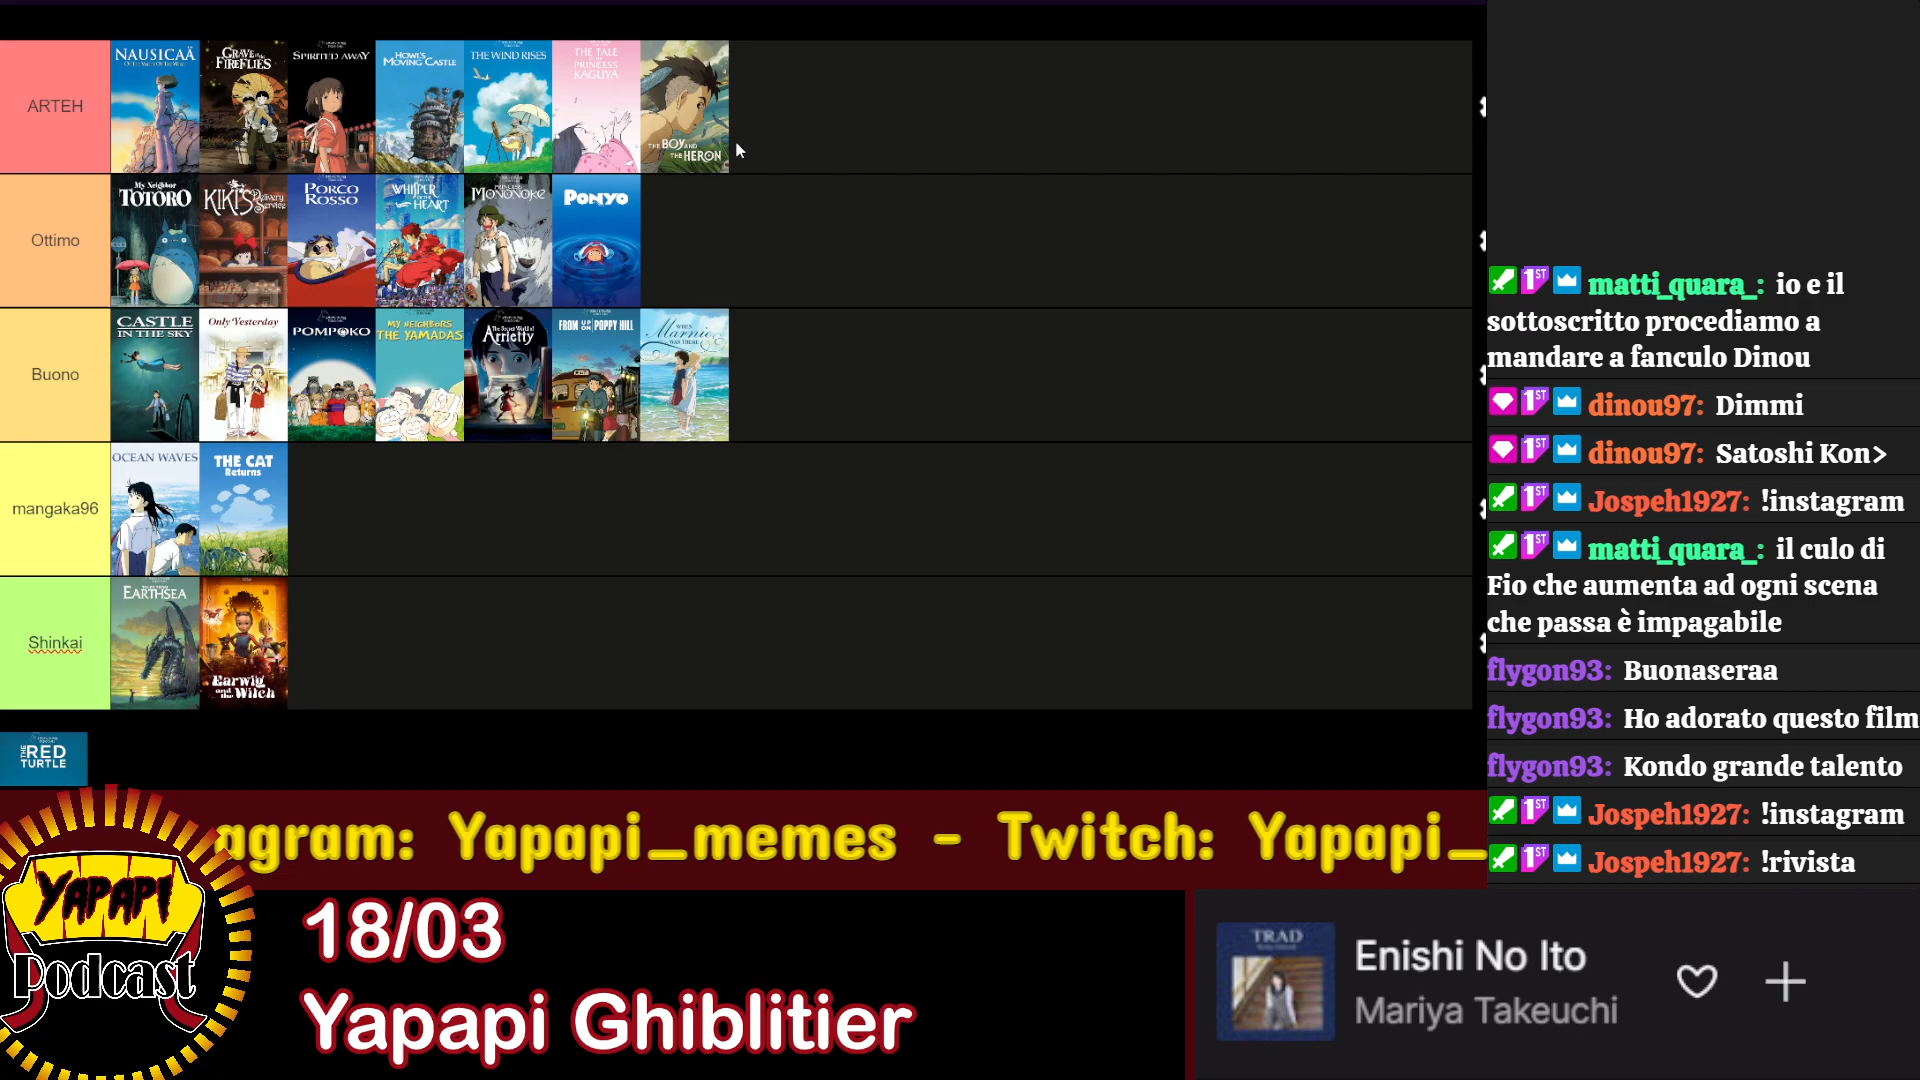 ARTEH
NAUSICAÄ
GRAVE of the FIREFLIES
SPIRITED AWAY
HOWL'S MOVING CASTLE
THE WIND RISES
THE TALE
PRINCESS
KAGUYA
THE BOY AND
THE HERON
Ottimo
My Neighbor
TOTORO
KIKI'S Delivery Service
PORCO
ROSSO
WHISPER
OF THE
HEART
PRINCESS
MONONOKE
PONYO
Buono
CASTLE
IN THE SKY
Only Yesterday
POMPOKO
MY NEIGHBORS
THE YAMADAS
The Secret World of
Arrietty
FROM UP ON POPPY HILL
WHEN
Marnie
WAS THERE
mangaka96
OCEAN WAVES
THE CAT
Returns
Shinkai
TALES FROM
EARTHSEA
Earwig
and the Witch
THE RED
TURTLE
matti_quara_: io e il
sottoscritto procediamo a
mandare a fanculo Dinou
dinou97: Dimmi
dinou97: Satoshi Kon>
Jospeh1927: !instagram
matti_quara_: il culo di
Fio che aumenta ad ogni scena
che passa è impagabile
flygon93: Buonaseraa
flygon93: Ho adorato questo film
flygon93: Kondo grande talento
Jospeh1927: !instagram
Jospeh1927: !rivista
agram: Yapapi_memes - Twitch: Yapapi_
YAPAPI
Podcast
18/03
Yapapi Ghiblitier
TRAD
Enishi No Ito
Mariya Takeuchi